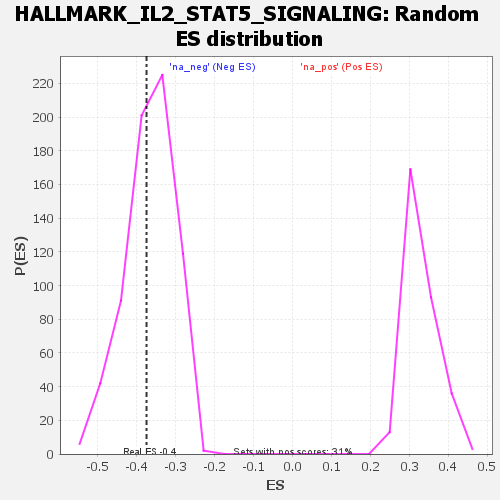 HALLMARK_IL2_STAT5_SIGNALING: Random
ES distribution
'na_neg' (Neg ES)
'na_pos' (Pos ES)
220
200
180
160
140
120
100
80
60
40
20
0
P(ES)
Real ES -0.4
Sets with pos scores: 31%
-0.5 -0.4 -0.3 -0.2 -0.1 0.0 0.1 0.2 0.3 0.4 0.5
ES